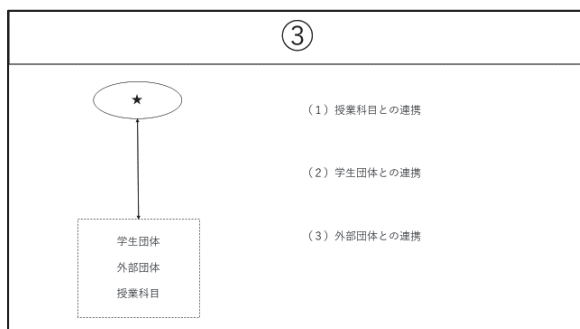 ③
★
（１）授業科目との連携
（２）学生団体との連携
（３）外部団体との連携
学生団体
外部団体
授業科目